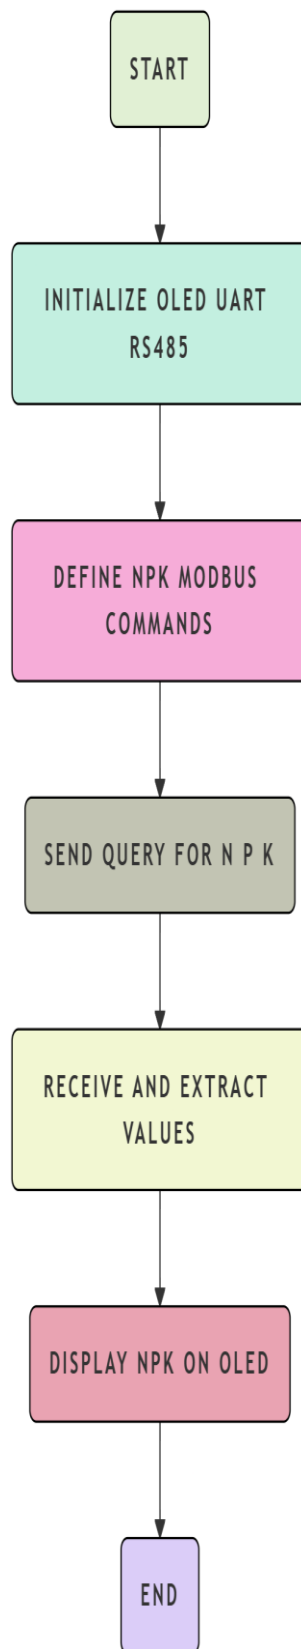 START
INITIALIZE OLED UART
RS485
DEFINE NPK MODBUS
COMMANDS
SEND QUERY FOR N P K
RECEIVE AND EXTRACT
VALUES
DISPLAY NPK ON OLED
END